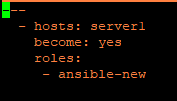 ---
  - hosts: server1
    become: yes
    roles:
     - ansible-new